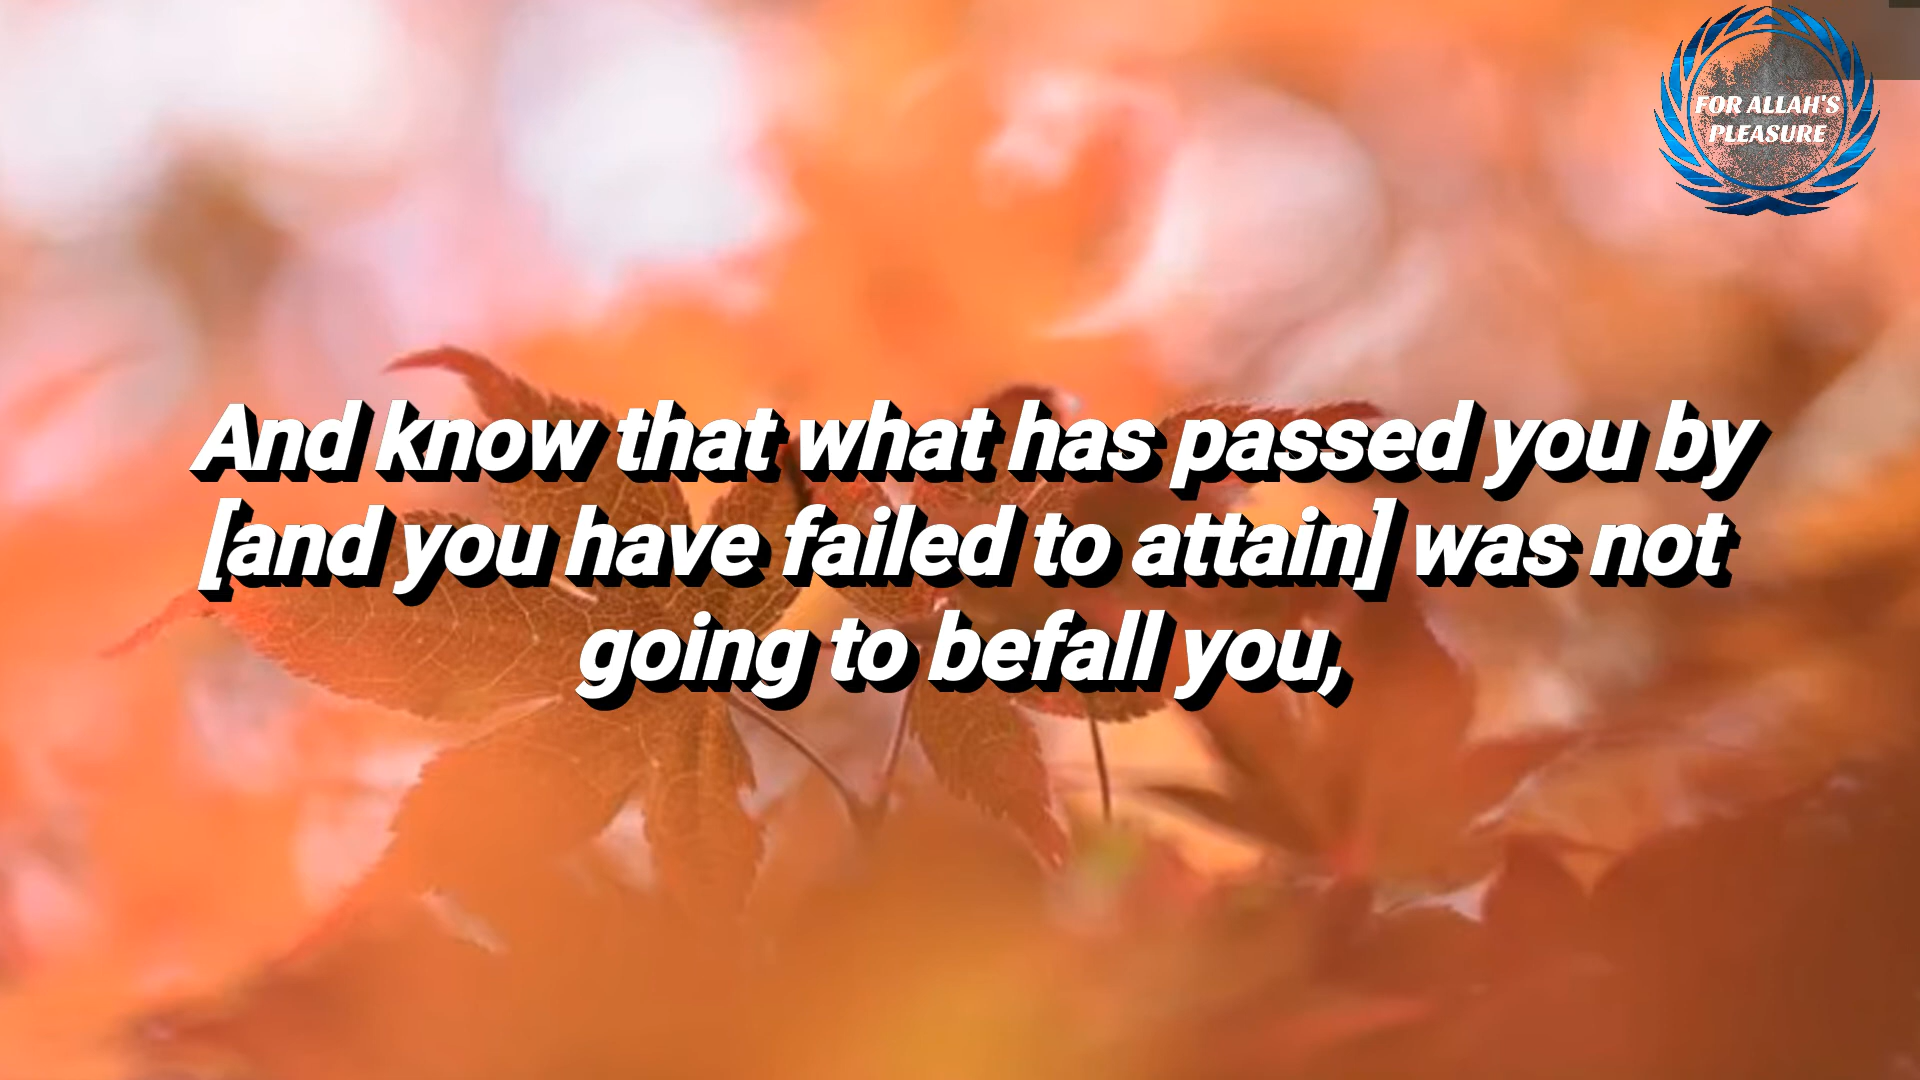 FOR ALLAH'S
PLEASURE
And know that what has passed you by
[and you have failed to attain] was not
going to befall you,